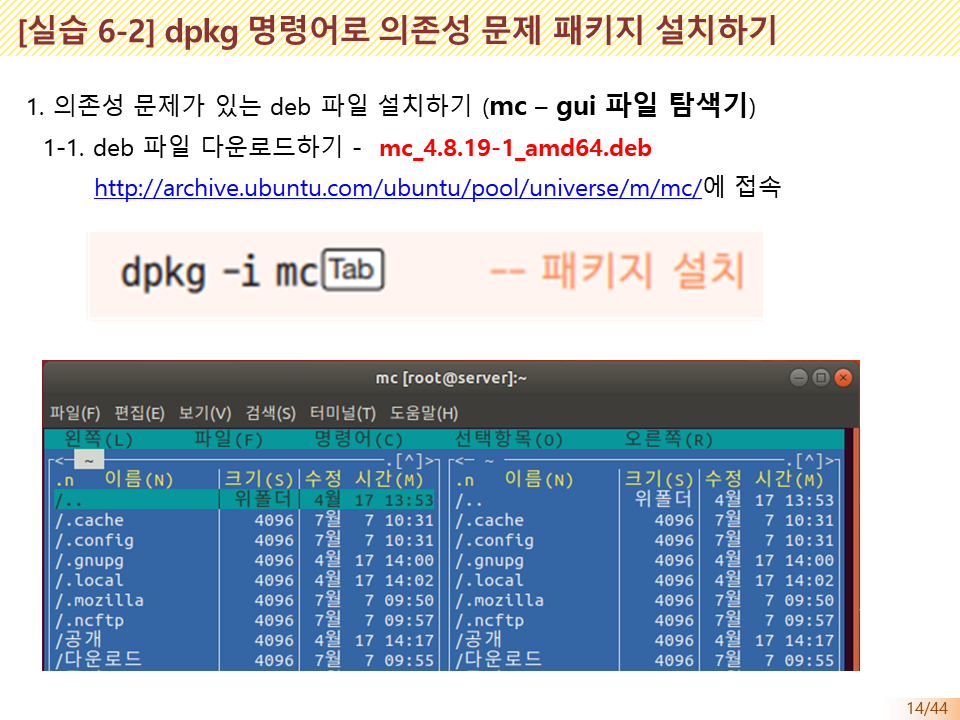 [실습 6-2] dpkg 명령어로 의존성 문제 패키지 설치하기
1. 의존성 문제가 있는 deb 파일 설치하기 (mc – gui 파일 탐색기)
1-1. deb 파일 다운로드하기 - mc_4.8.19-1_amd64.deb
http://archive.ubuntu.com/ubuntu/pool/universe/m/mc/에 접속
dpkg -i mc Tab -- 패키지 설치
mc [root@server]:~
파일(F) 편집(E) 보기(V) 검색(S) 터미널(T) 도움말(H)
왼쪽(L) 파일(F) 명령어(C) 선택항목(O) 오른쪽(R)
<─ ~ ─.[^]>┐ <─ ~ ─.[^]>┐
.n 이름(N) 크기(S) 수정 시간(M) .n 이름(N) 크기(S) 수정 시간(M)
/.. 위폴더 4월 17 13:53 /.. 위폴더 4월 17 13:53
/.cache 4096 7월 7 10:31 /.cache 4096 7월 7 10:31
/.config 4096 7월 7 10:31 /.config 4096 7월 7 10:31
/.gnupg 4096 4월 17 14:00 /.gnupg 4096 4월 17 14:00
/.local 4096 4월 17 14:02 /.local 4096 4월 17 14:02
/.mozilla 4096 7월 7 09:50 /.mozilla 4096 7월 7 09:50
/.ncftp 4096 7월 7 09:57 /.ncftp 4096 7월 7 09:57
/공개 4096 4월 17 14:17 /공개 4096 4월 17 14:17
/다운로드 4096 7월 7 09:55 /다운로드 4096 7월 7 09:55
14/44